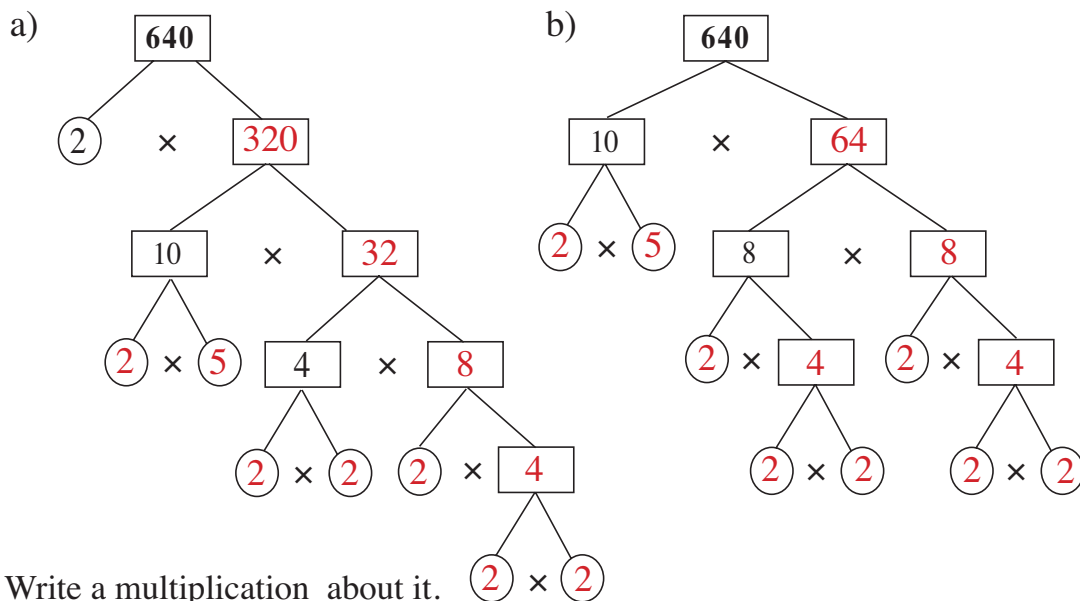 a) 640 b) 640
2 × 320 10 × 64
10 × 32 2 × 5 8 × 8
2 × 5 4 × 8 2 × 4 2 × 4
2 × 2 2 × 4 2 × 2 2 × 2
2 × 2
Write a multiplication about it.